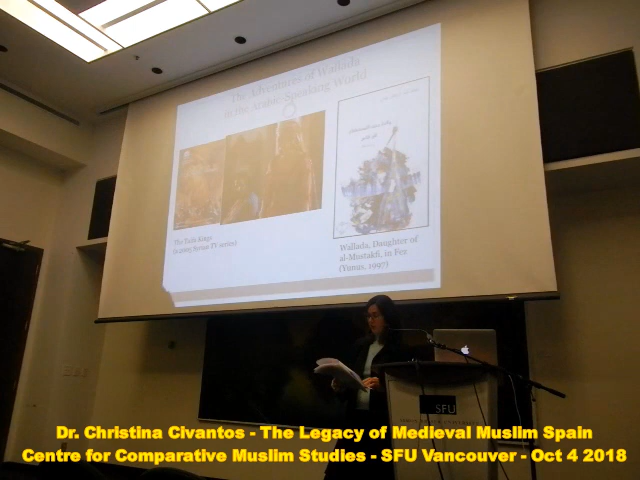 The Adventures of Wallada
in the Arabic-Speaking World
The Taifa Kings
Wallada, Daughter of
al-Mostakfi, in Fez
(Yunus, 1997)
SFU
Dr. Christina Civantos - The Legacy of Medieval Muslim Spain
Centre for Comparative Muslim Studies - SFU Vancouver - Oct 4 2018